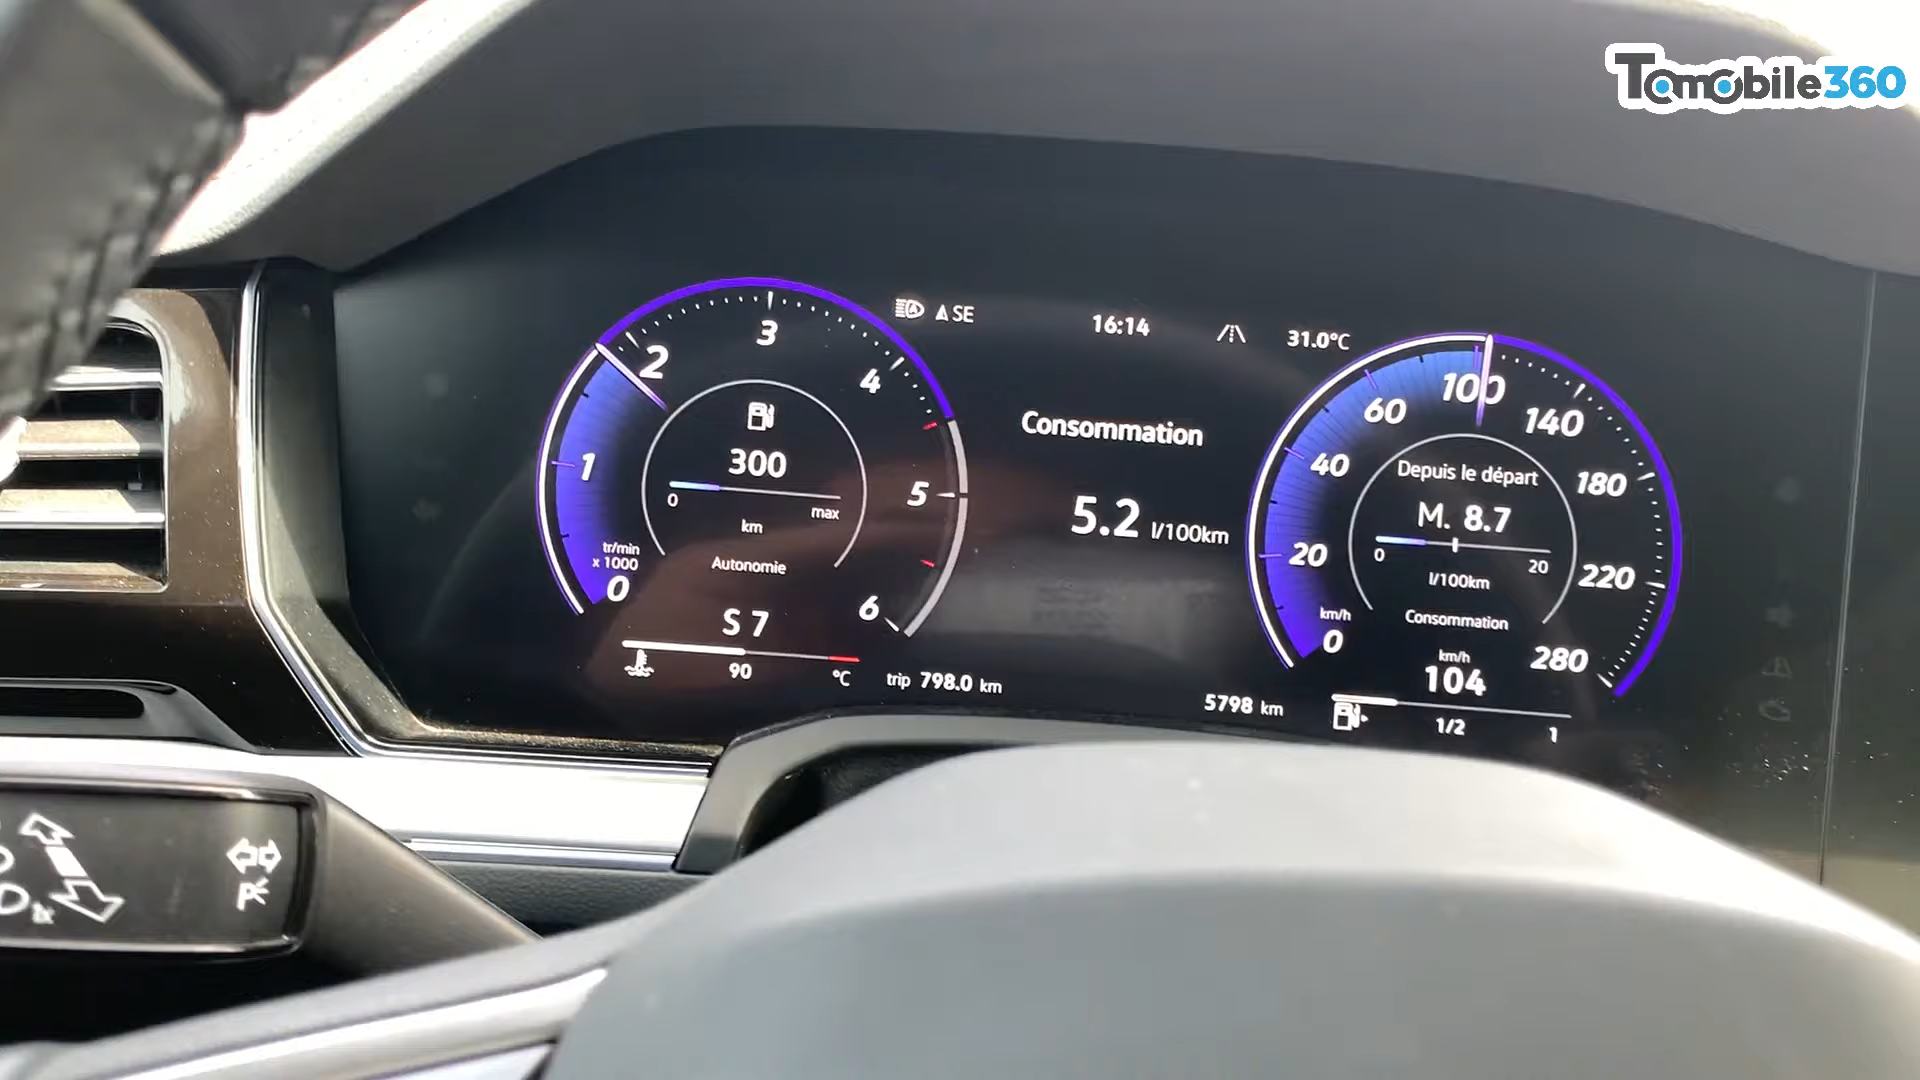 Tomobile360
A SE
16:14
31.0°C
0
1
2
3
4
5
6
tr/min
x 1000
300
0
max
km
Autonomie
S 7
90
°C
trip 798.0 km
Consommation
5.2 l/100km
5798 km
0
20
40
60
100
140
180
220
280
km/h
Depuis le départ
M. 8.7
0
20
l/100km
Consommation
km/h
104
1/2
1